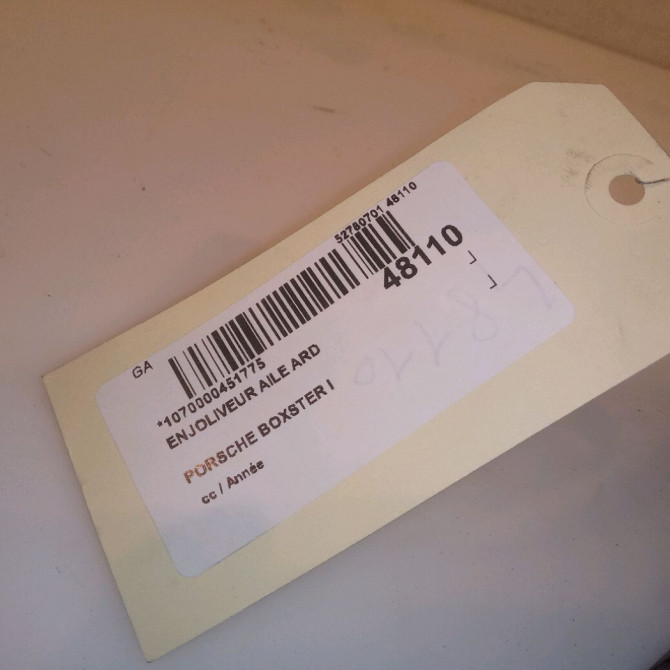 52780701 48110
48110
GA
*1070000451775
ENJOLIVEUR AILE ARD
PORSCHE BOXSTER I
cc / Année